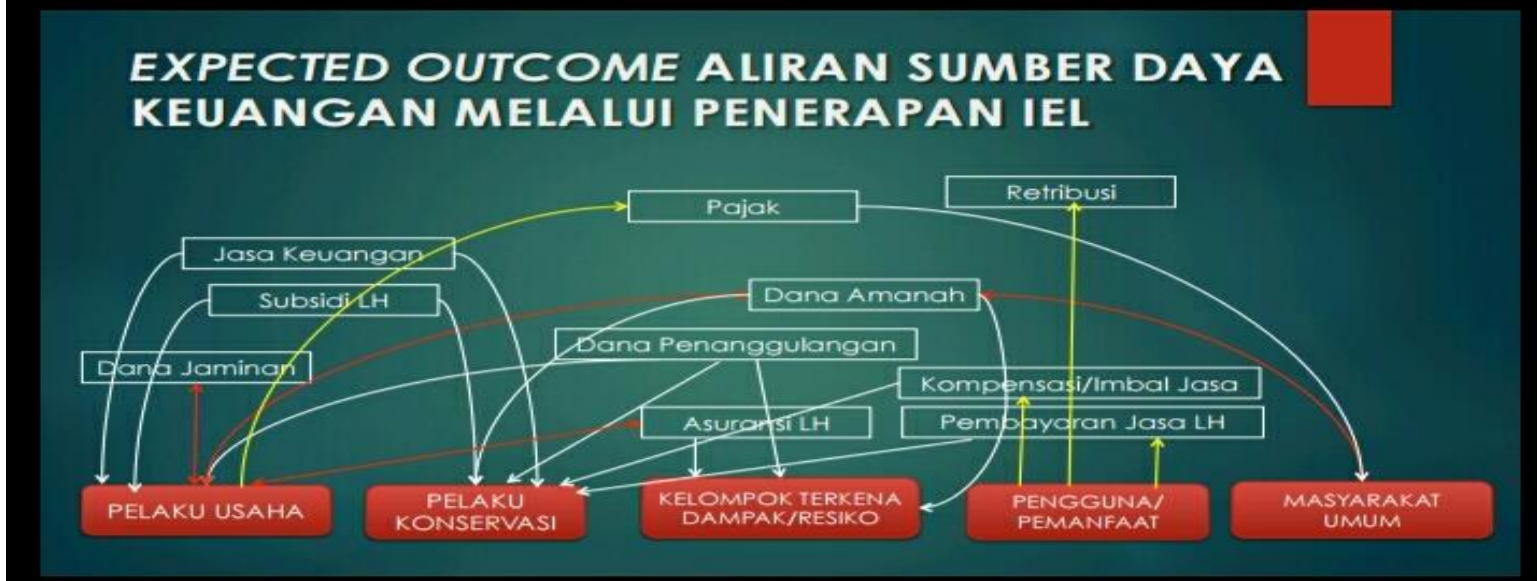 EXPECTED OUTCOME ALIRAN SUMBER DAYA
KEUANGAN MELALUI PENERAPAN IEL
Retribusi
Pajak
Jasa Keuangan
Subsidi LH
Dana Amanah
Dana Penanggulangan
Dana Jaminan
Kompensasi/Imbal Jasa
Asuransi LH
Pembayaran Jasa LH
PELAKU USAHA
PELAKU
KONSERVASI
KELOMPOK TERKENA
DAMPAK/RESIKO
PENGGUNA/
PEMANFAAT
MASYARAKAT
UMUM